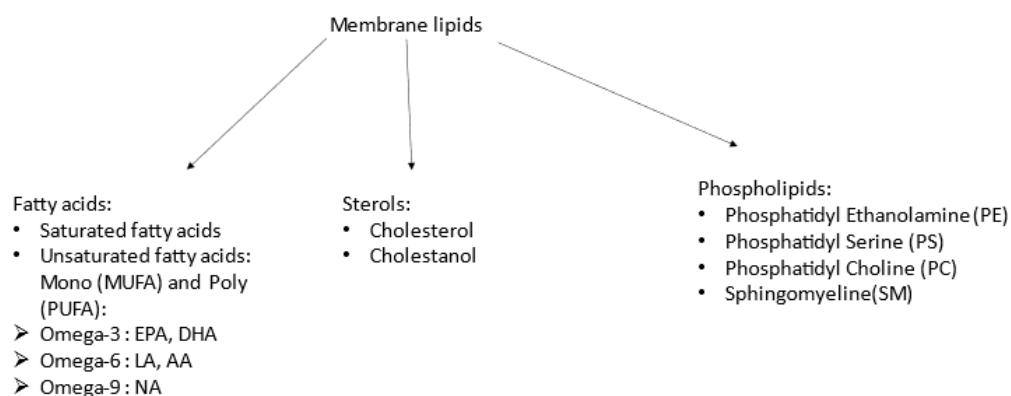 Membrane lipids
Fatty acids:
• Saturated fatty acids
• Unsaturated fatty acids:
Mono (MUFA) and Poly
(PUFA):
➢ Omega-3 : EPA, DHA
➢ Omega-6 : LA, AA
➢ Omega-9 : NA
Sterols:
• Cholesterol
• Cholestanol
Phospholipids:
• Phosphatidyl Ethanolamine (PE)
• Phosphatidyl Serine (PS)
• Phosphatidyl Choline (PC)
• Sphingomyeline(SM)